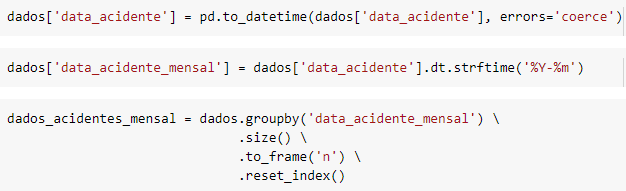 dados['data_acidente'] = pd.to_datetime(dados['data_acidente'], errors='coerce')
dados['data_acidente_mensal'] = dados['data_acidente'].dt.strftime('%Y-%m')
dados_acidentes_mensal = dados.groupby('data_acidente_mensal') \
.size() \
.to_frame('n') \
.reset_index()